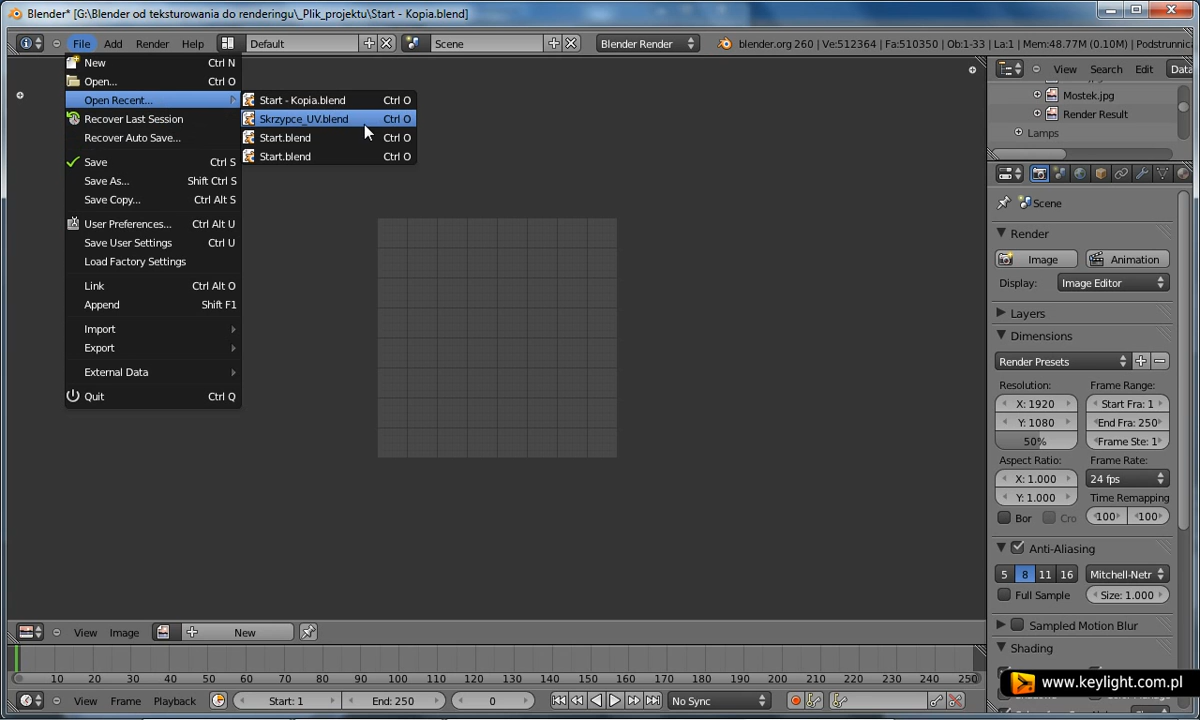 Blender* [G:\Blender od teksturowania do renderingu\_Plik_projektu\Start - Kopia.blend]
File Add Render Help Default Scene Blender Render blender.org 260 | Ve:512364 | Fa:510350 | Ob:1-33 | La:1 | Mem:48.77M (0.10M) | Podstrunnic
New Ctrl N
Open... Ctrl O
Open Recent...
Recover Last Session
Recover Auto Save...
Save Ctrl S
Save As... Shift Ctrl S
Save Copy... Ctrl Alt S
User Preferences... Ctrl Alt U
Save User Settings Ctrl U
Load Factory Settings
Link Ctrl Alt O
Append Shift F1
Import
Export
External Data
Quit Ctrl Q
Start - Kopia.blend Ctrl O
Skrzypce_UV.blend Ctrl O
Start.blend Ctrl O
Start.blend Ctrl O
View Search Edit Data
Mostek.jpg
Render Result
Lamps
Scene
Render
Image Animation
Display: Image Editor
Layers
Dimensions
Render Presets
Resolution: Frame Range:
X: 1920 Start Fra: 1
Y: 1080 End Fra: 250
50% Frame Ste: 1
Aspect Ratio: Frame Rate:
X: 1.000 24 fps
Y: 1.000 Time Remapping
Bor Cro 100 100
Anti-Aliasing
5 8 11 16 Mitchell-Netr
Full Sample Size: 1.000
Sampled Motion Blur
Shading
www.keylight.com.pl
View Image New
10 20 30 40 50 60 70 80 90 100 110 120 130 140 150 160 170 180 190 200 210 220 230 240 250
View Frame Playback Start: 1 End: 250 0 No Sync